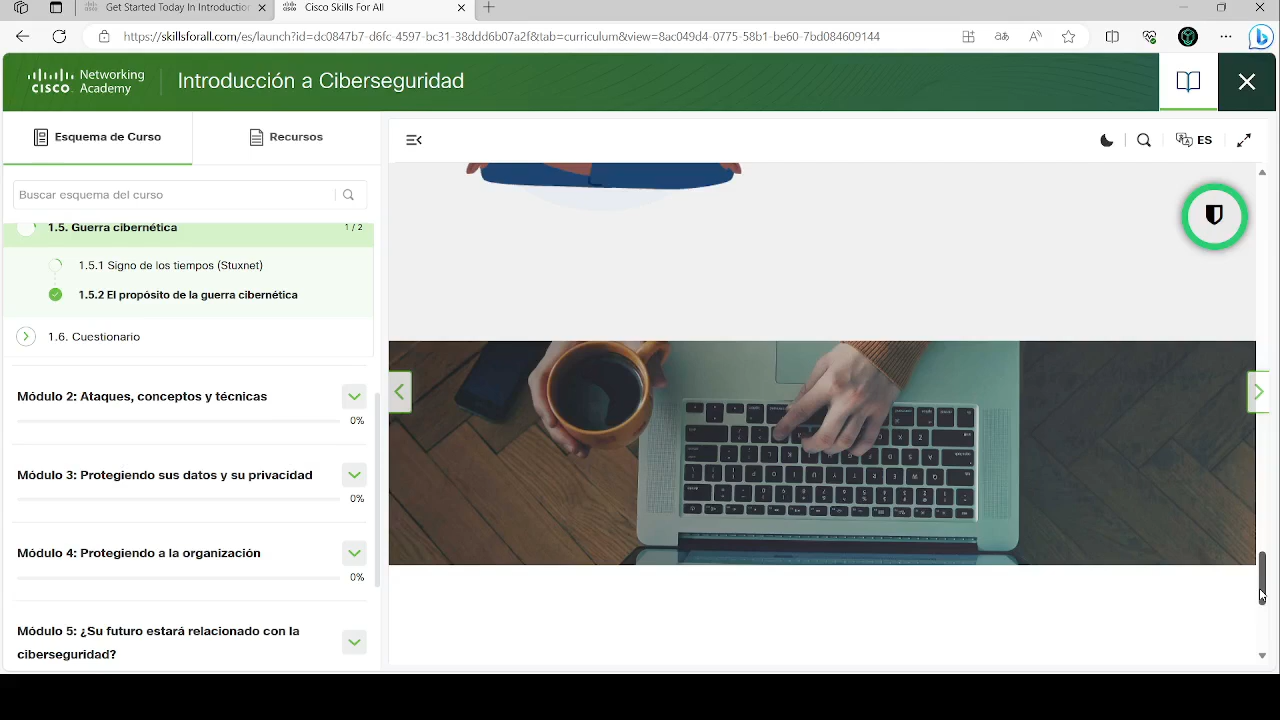 Get Started Today In Introduction
Cisco Skills For All
https://skillsforall.com/es/launch?id=dc0847b7-d6fc-4597-bc31-38ddd6b07a2f&tab=curriculum&view=8ac049d4-0775-58b1-be60-7bd084609144
Networking
CISCO Academy
Introducción a Ciberseguridad
Esquema de Curso
Recursos
ES
Buscar esquema del curso
1.5. Guerra cibernética
1 / 2
1.5.1 Signo de los tiempos (Stuxnet)
1.5.2 El propósito de la guerra cibernética
1.6. Cuestionario
Módulo 2: Ataques, conceptos y técnicas
0%
Módulo 3: Protegiendo sus datos y su privacidad
0%
Módulo 4: Protegiendo a la organización
0%
Módulo 5: ¿Su futuro estará relacionado con la
ciberseguridad?